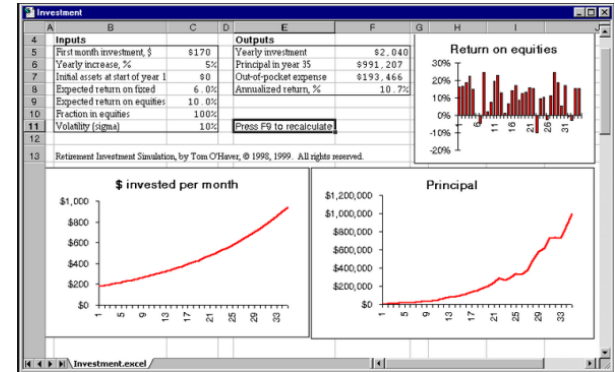 Investment
A B C D E F G H I J
4 Inputs Outputs
5 First month investment, $ $170 Yearly investment $2,040
6 Yearly increase, % 5% Principal in year 35 $991,207
7 Initial assets at start of year 1 $0 Out-of-pocket expense $193,466
8 Expected return on fixed 6.0% Annualized return, % 10.7%
9 Expected return on equities 10.0%
10 Fraction in equities 100%
11 Volatility (sigma) 10% Press F9 to recalculate
12
13 Retirement Investment Simulation, by Tom O'Haver, © 1998, 1999. All rights reserved.
Return on equities
30%
20%
10%
0%
-10%
-20%
1 6 11 16 21 26 31
$ invested per month
$1,000
$800
$600
$400
$200
$0
1 5 9 13 17 21 25 29 33
Principal
$1,200,000
$1,000,000
$800,000
$600,000
$400,000
$200,000
$0
1 5 9 13 17 21 25 29 33
Investment.excel